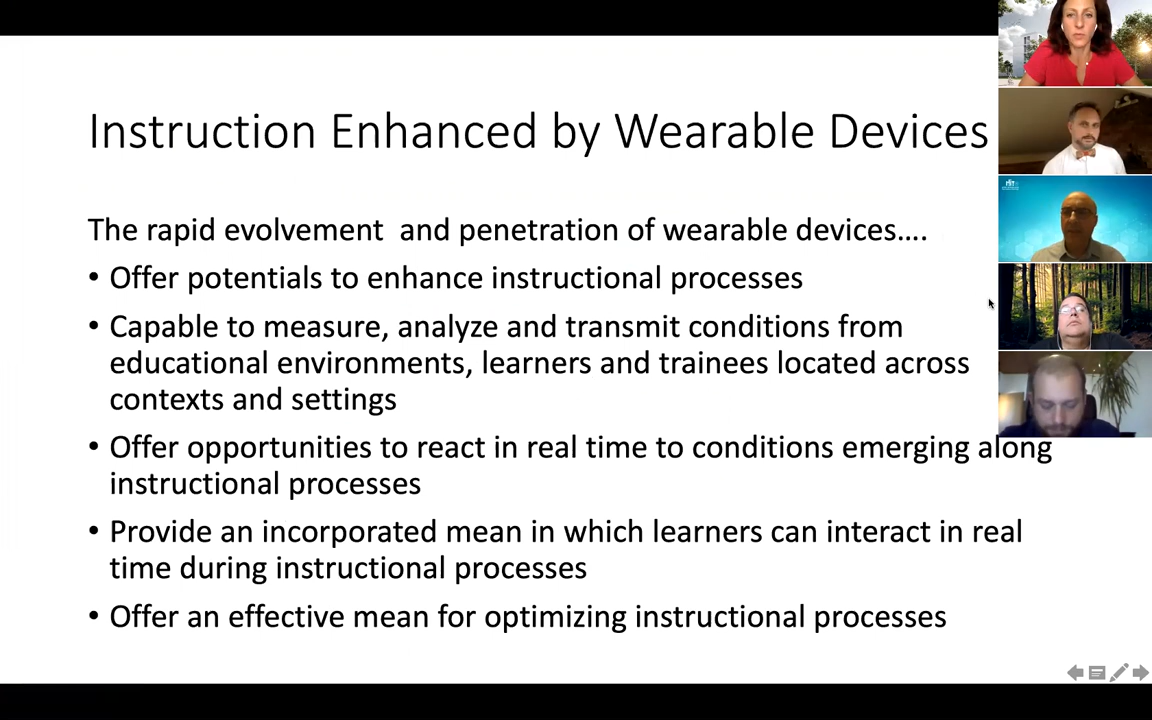 Instruction Enhanced by Wearable Devices
The rapid evolvement  and penetration of wearable devices....
• Offer potentials to enhance instructional processes
• Capable to measure, analyze and transmit conditions from
educational environments, learners and trainees located across
contexts and settings
• Offer opportunities to react in real time to conditions emerging along
instructional processes
• Provide an incorporated mean in which learners can interact in real
time during instructional processes
• Offer an effective mean for optimizing instructional processes